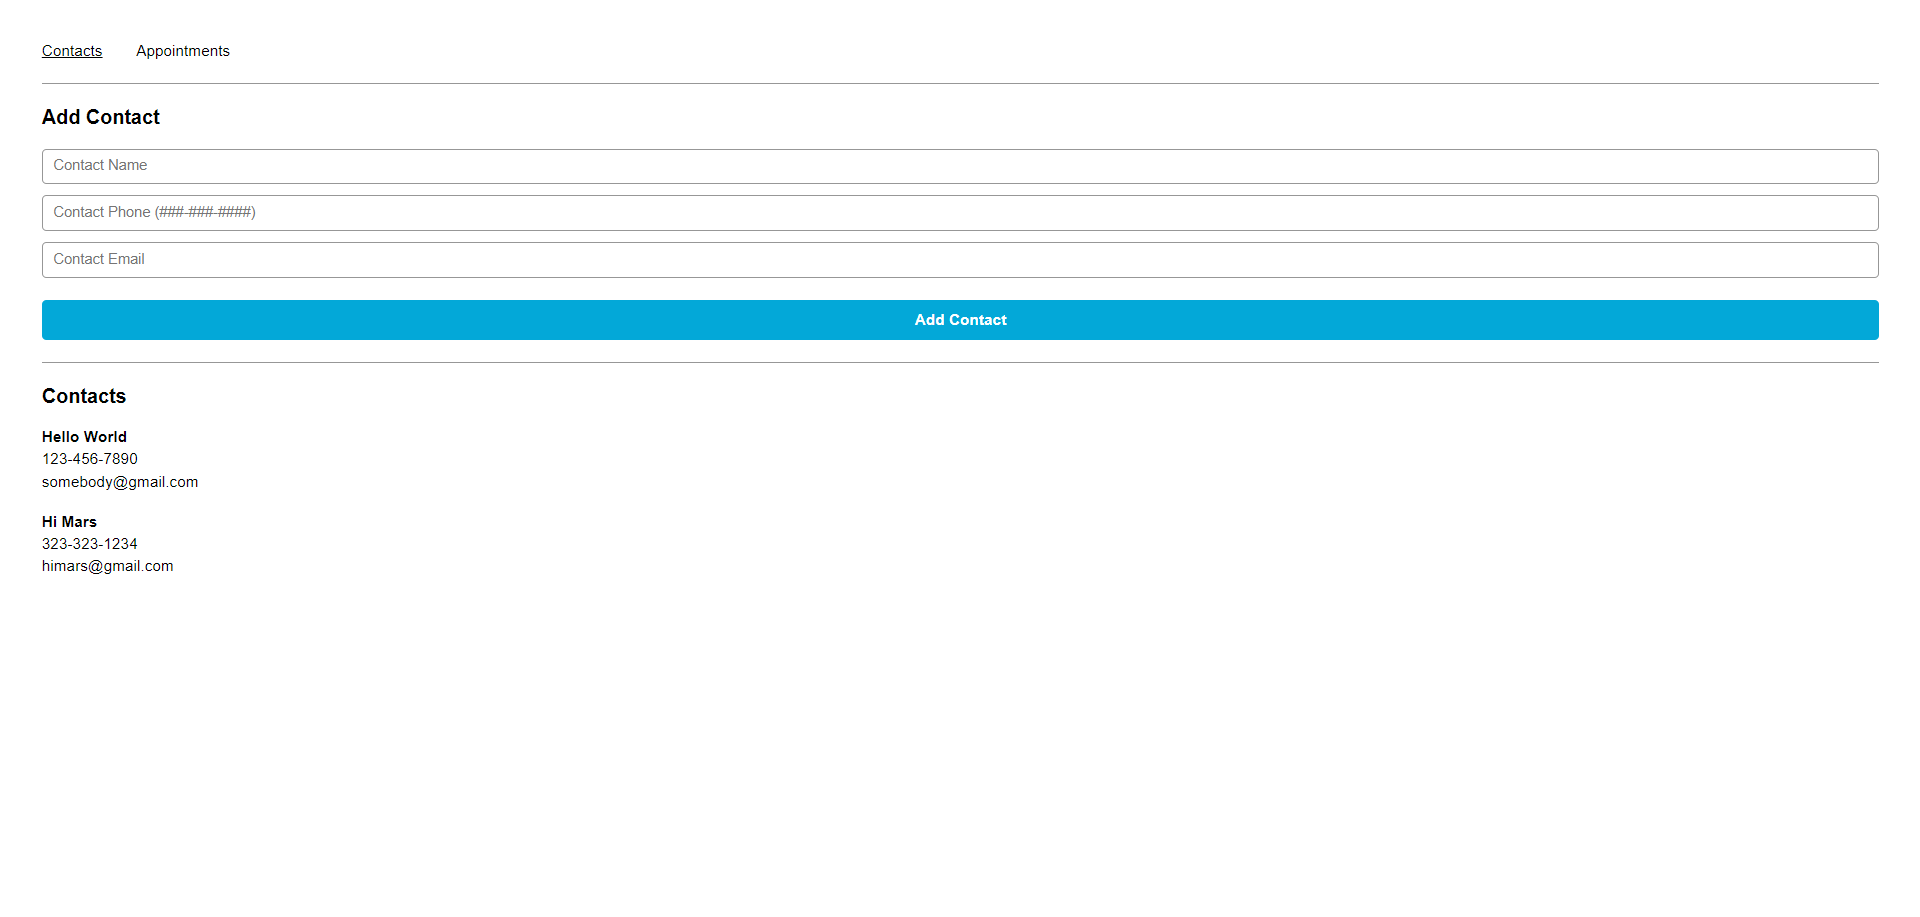 Contacts Appointments
Add Contact
Contact Name
Contact Phone (###-###-####)
Contact Email
Add Contact
Contacts
Hello World
123-456-7890
somebody@gmail.com
Hi Mars
323-323-1234
himars@gmail.com